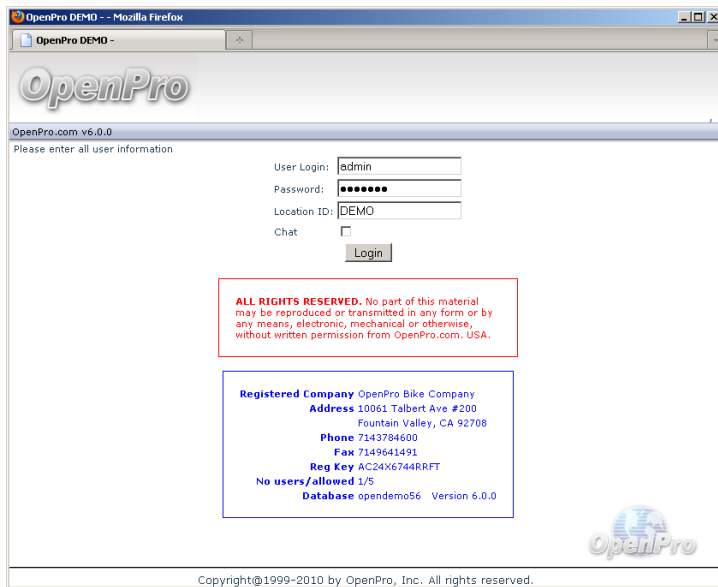 OpenPro DEMO - - Mozilla Firefox
OpenPro DEMO -
OpenPro
OpenPro.com v6.0.0
Please enter all user information
User Login: admin
Password: ●●●●●●●
Location ID: DEMO
Chat
Login
ALL RIGHTS RESERVED. No part of this material
may be reproduced or transmitted in any form or by
any means, electronic, mechanical or otherwise,
without written permission from OpenPro.com. USA.
Registered Company OpenPro Bike Company
Address 10061 Talbert Ave #200
Fountain Valley, CA 92708
Phone 7143784600
Fax 7149641491
Reg Key AC24X6744RRFT
No users/allowed 1/5
Database opendemo56 Version 6.0.0
OpenPro
Copyright@1999-2010 by OpenPro, Inc. All rights reserved.